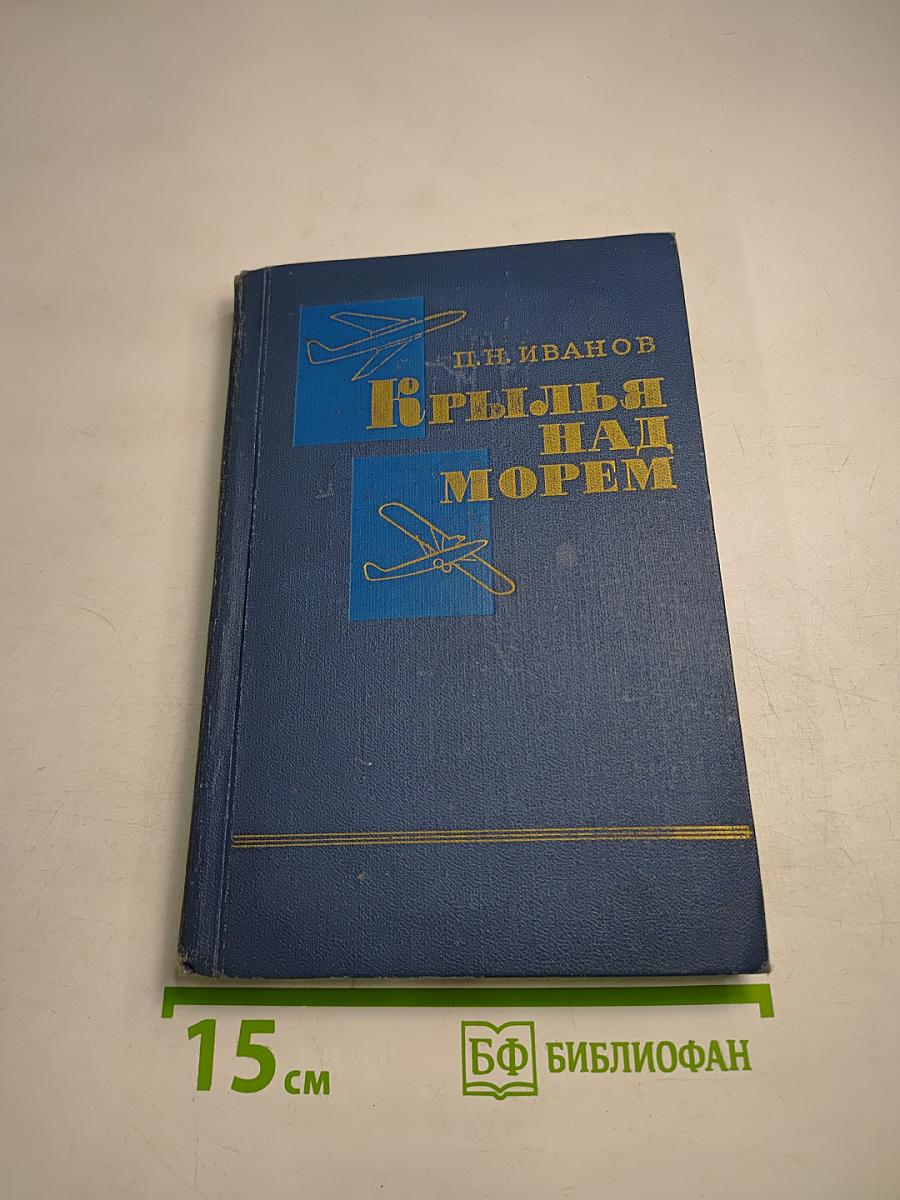 П.Н. ИВАНОВ
КРЫЛЬЯ
НАД
МОРЕМ
15 см
БФ БИБЛИОФАН